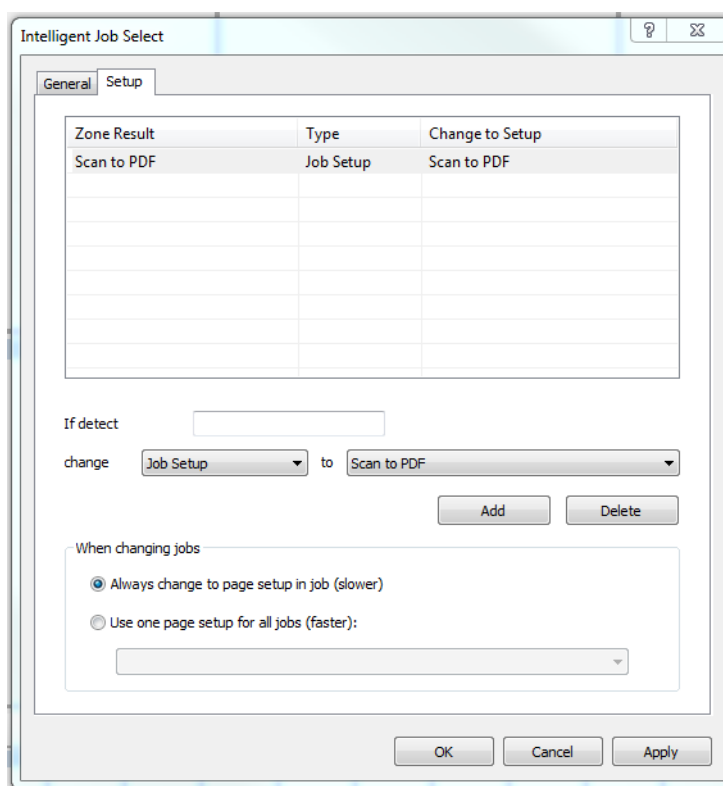 Intelligent Job Select
General Setup
Zone Result Type Change to Setup
Scan to PDF Job Setup Scan to PDF
If detect
change Job Setup to Scan to PDF
Add Delete
When changing jobs
Always change to page setup in job (slower)
Use one page setup for all jobs (faster):
OK Cancel Apply